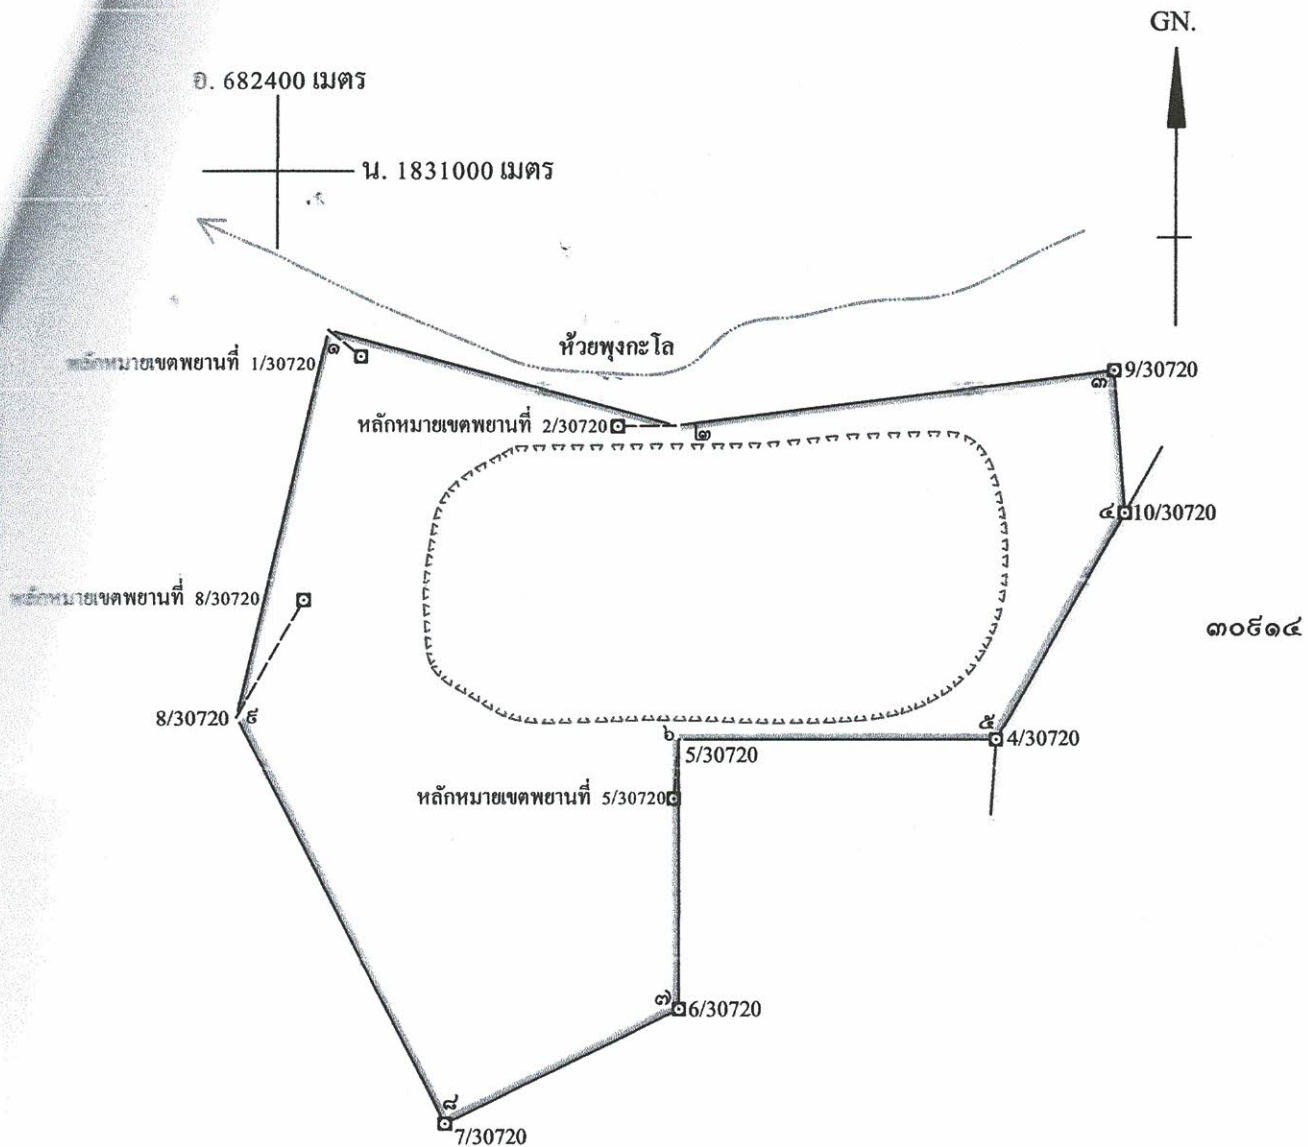 GN.
อ. 682400 เมตร
น. 1831000 เมตร
ห้วยพุงกะโล
หลักหมายเขตพยานที่ 1/30720
๑
๓
9/30720
หลักหมายเขตพยานที่ 2/30720
๒
๔
10/30720
หลักหมายเขตพยานที่ 8/30720
๓๐๙๑๔
8/30720
๙
๕
4/30720
๖
5/30720
หลักหมายเขตพยานที่ 5/30720
๗
6/30720
๘
7/30720